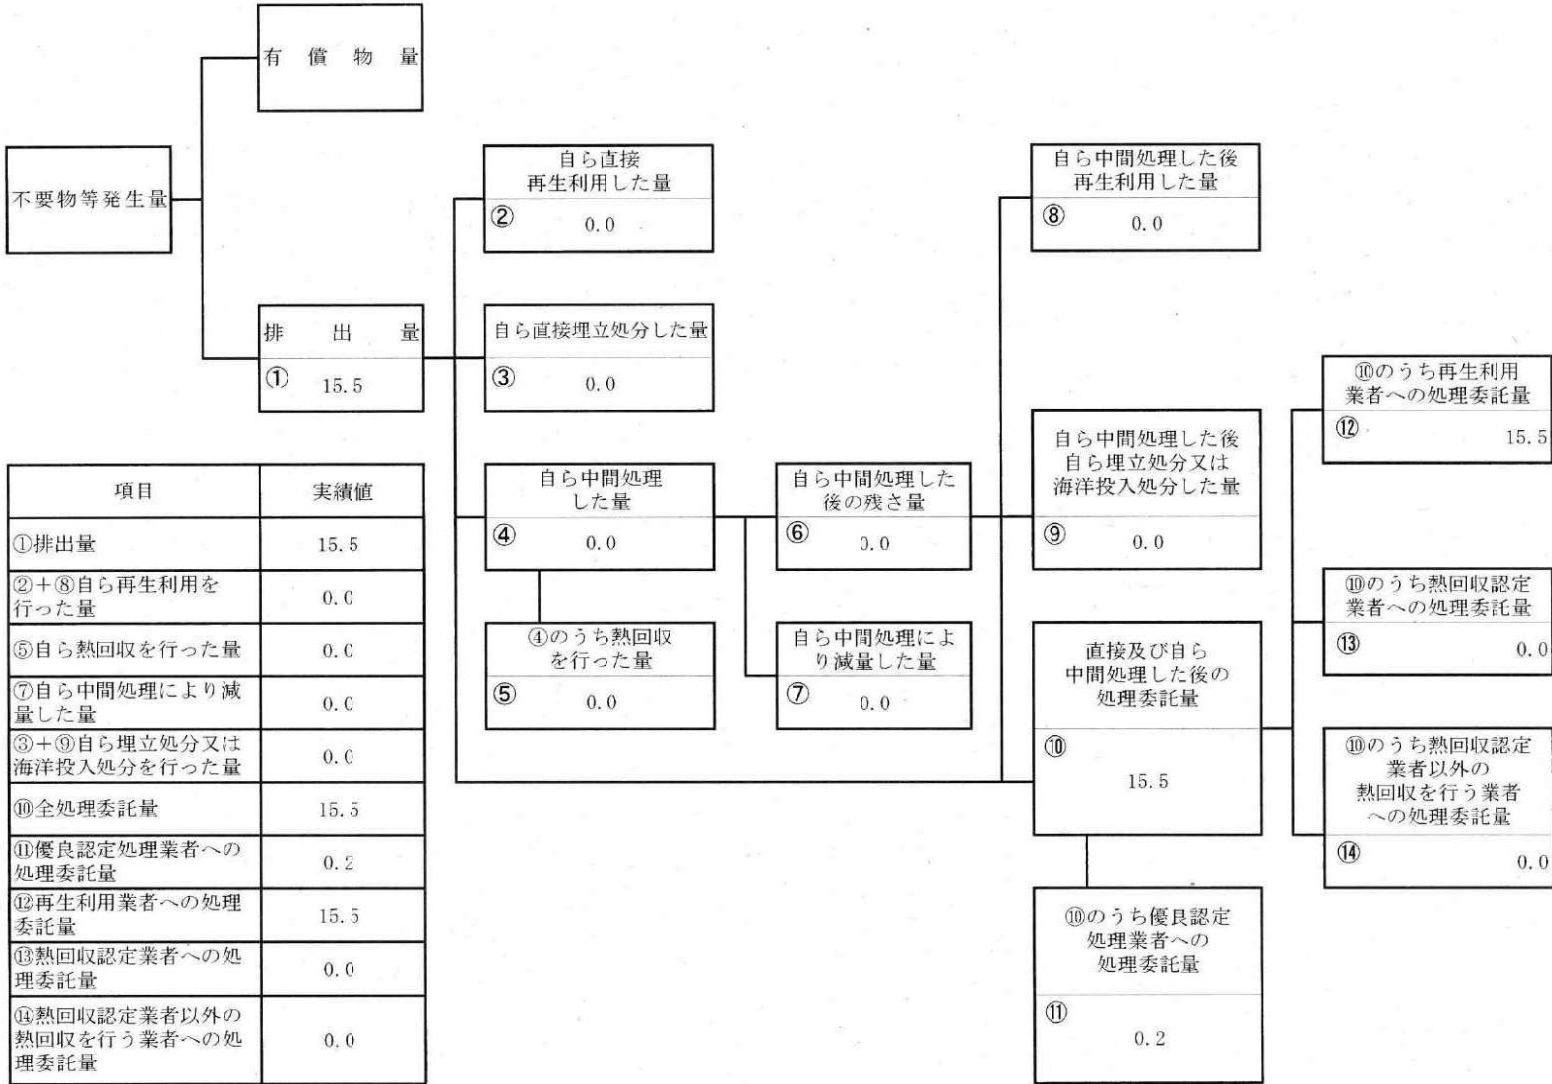 有償物量
不要物等発生量
排出量
① 15.5
自ら直接
再生利用した量
② 0.0
自ら直接埋立処分した量
③ 0.0
自ら中間処理
した量
④ 0.0
④のうち熱回収
を行った量
⑤ 0.0
自ら中間処理した
後の残さ量
⑥ 0.0
自ら中間処理によ
り減量した量
⑦ 0.0
自ら中間処理した後
再生利用した量
⑧ 0.0
自ら中間処理した後
自ら埋立処分又は
海洋投入処分した量
⑨ 0.0
直接及び自ら
中間処理した後の
処理委託量
⑩
15.5
⑩のうち優良認定
処理業者への
処理委託量
⑪
0.2
⑩のうち再生利用
業者への処理委託量
⑫ 15.5
⑩のうち熱回収認定
業者への処理委託量
⑬ 0.0
⑩のうち熱回収認定
業者以外の
熱回収を行う業者
への処理委託量
⑭ 0.0
項目 実績値
①排出量 15.5
②+⑧自ら再生利用を
行った量 0.0
⑤自ら熱回収を行った量 0.0
⑦自ら中間処理により減
量した量 0.0
③+⑨自ら埋立処分又は
海洋投入処分を行った量 0.0
⑩全処理委託量 15.5
⑪優良認定処理業者への
処理委託量 0.2
⑫再生利用業者への処理
委託量 15.5
⑬熱回収認定業者への処
理委託量 0.0
⑭熱回収認定業者以外の
熱回収を行う業者への処
理委託量 0.0